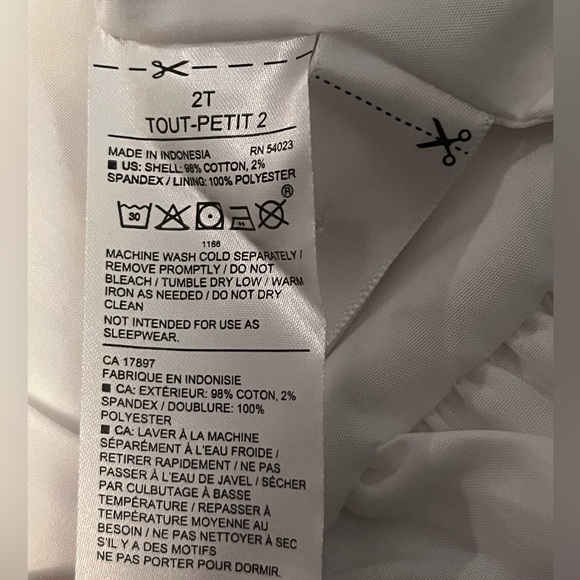 2T
TOUT-PETIT 2
MADE IN INDONESIA RN 54023
■ US: SHELL: 98% COTTON, 2%
SPANDEX / LINING: 100% POLYESTER
®
30
1166
MACHINE WASH COLD SEPARATELY /
REMOVE PROMPTLY / DO NOT
BLEACH / TUMBLE DRY LOW / WARM
IRON AS NEEDED / DO NOT DRY
CLEAN
NOT INTENDED FOR USE AS
SLEEPWEAR.
CA 17897
FABRIQUE EN INDONISIE
■ CA: EXTÉRIEUR: 98% COTON, 2%
SPANDEX / DOUBLURE: 100%
POLYESTER
■ CA: LAVER À LA MACHINE
SÉPARÉMENT À L'EAU FROIDE /
RETIRER RAPIDEMENT / NE PAS
PASSER À L'EAU DE JAVEL / SÉCHER
PAR CULBUTAGE À BASSE
TEMPÉRATURE / REPASSER À
TEMPÉRATURE MOYENNE AU
BESOIN / NE PAS NETTOYER À SEC
S'IL Y A DES MOTIFS
NE PAS PORTER POUR DORMIR.